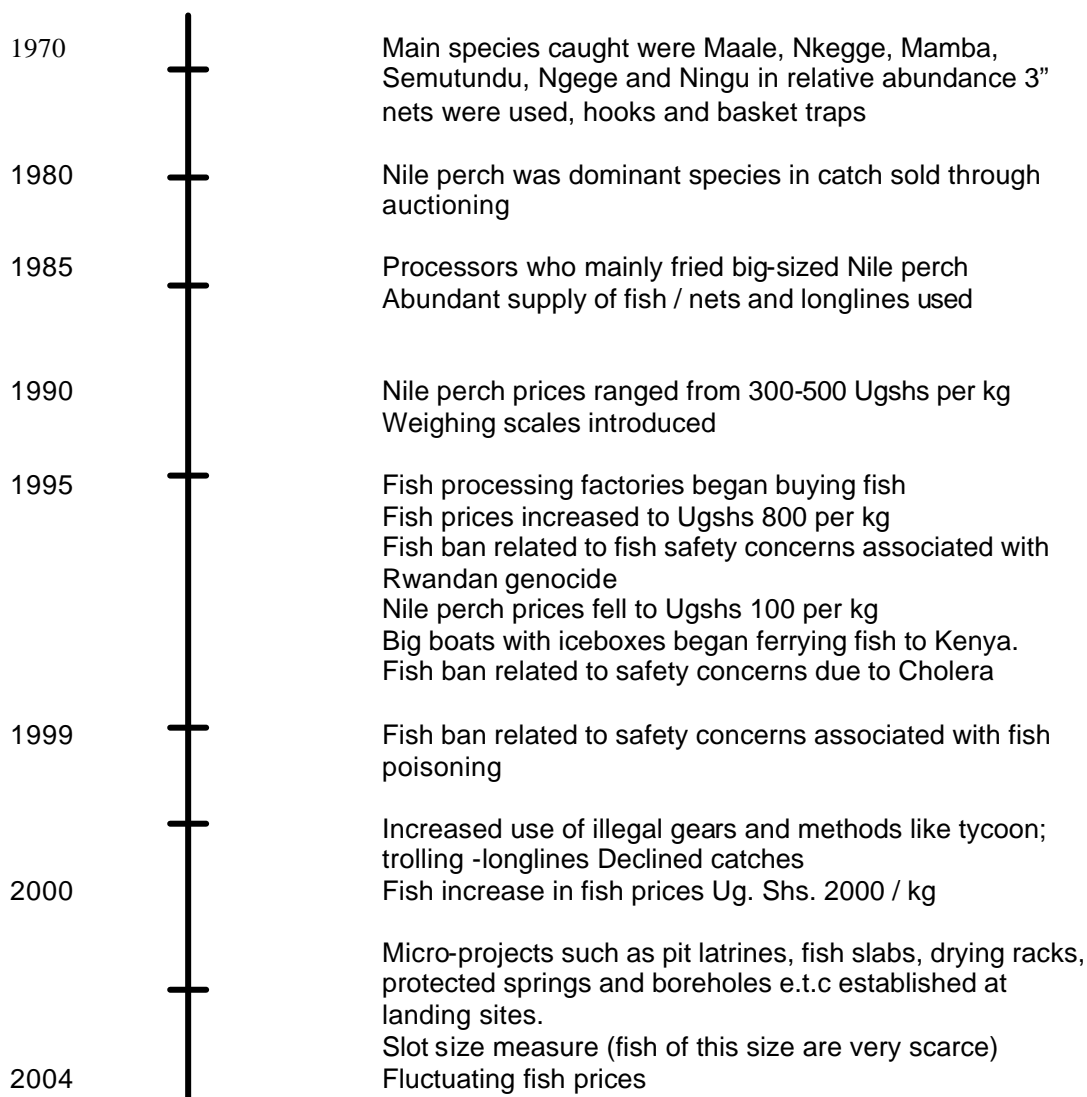 1970 Main species caught were Maale, Nkegge, Mamba,
Semutundu, Ngege and Ningu in relative abundance 3”
nets were used, hooks and basket traps
1980 Nile perch was dominant species in catch sold through
auctioning
1985 Processors who mainly fried big-sized Nile perch
Abundant supply of fish / nets and longlines used
1990 Nile perch prices ranged from 300-500 Ugshs per kg
Weighing scales introduced
1995 Fish processing factories began buying fish
Fish prices increased to Ugshs 800 per kg
Fish ban related to fish safety concerns associated with
Rwandan genocide
Nile perch prices fell to Ugshs 100 per kg
Big boats with iceboxes began ferrying fish to Kenya.
Fish ban related to safety concerns due to Cholera
1999 Fish ban related to safety concerns associated with fish
poisoning
Increased use of illegal gears and methods like tycoon;
trolling -longlines Declined catches
2000 Fish increase in fish prices Ug. Shs. 2000 / kg
Micro-projects such as pit latrines, fish slabs, drying racks,
protected springs and boreholes e.t.c established at
landing sites.
Slot size measure (fish of this size are very scarce)
2004 Fluctuating fish prices